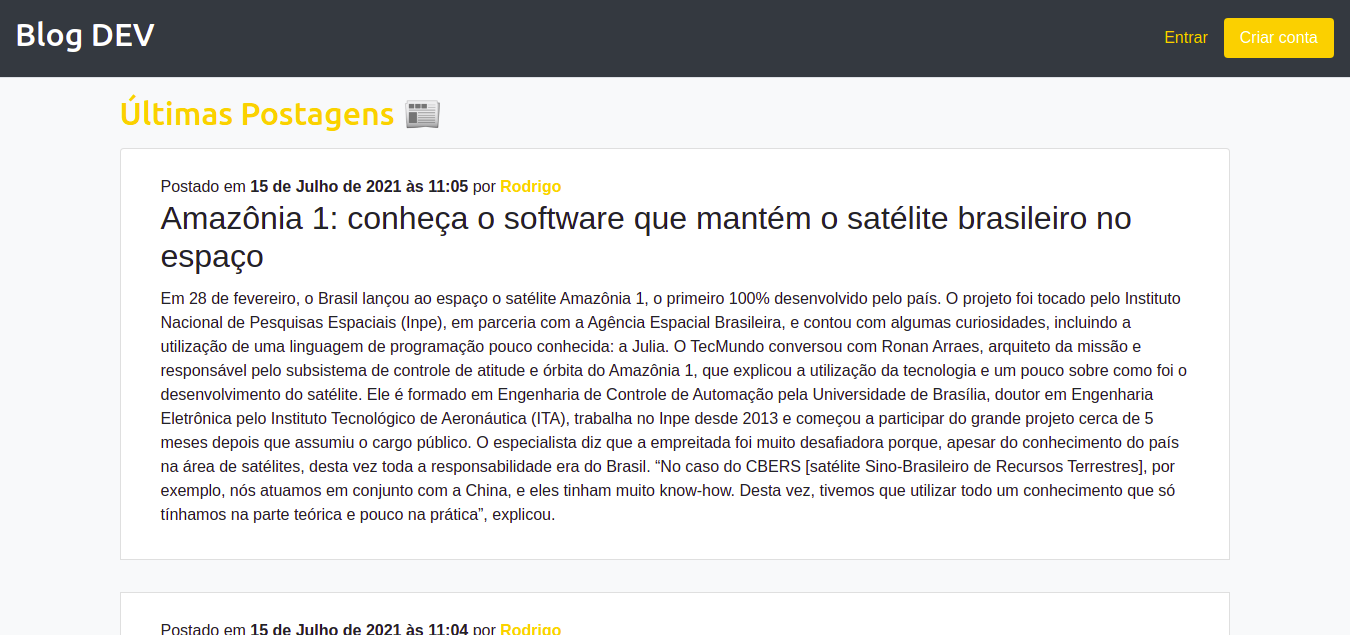 Blog DEV
Entrar
Criar conta
Últimas Postagens
Postado em 15 de Julho de 2021 às 11:05 por Rodrigo
Amazônia 1: conheça o software que mantém o satélite brasileiro no
espaço
Em 28 de fevereiro, o Brasil lançou ao espaço o satélite Amazônia 1, o primeiro 100% desenvolvido pelo país. O projeto foi tocado pelo Instituto
Nacional de Pesquisas Espaciais (Inpe), em parceria com a Agência Espacial Brasileira, e contou com algumas curiosidades, incluindo a
utilização de uma linguagem de programação pouco conhecida: a Julia. O TecMundo conversou com Ronan Arraes, arquiteto da missão e
responsável pelo subsistema de controle de atitude e órbita do Amazônia 1, que explicou a utilização da tecnologia e um pouco sobre como foi o
desenvolvimento do satélite. Ele é formado em Engenharia de Controle de Automação pela Universidade de Brasília, doutor em Engenharia
Eletrônica pelo Instituto Tecnológico de Aeronáutica (ITA), trabalha no Inpe desde 2013 e começou a participar do grande projeto cerca de 5
meses depois que assumiu o cargo público. O especialista diz que a empreitada foi muito desafiadora porque, apesar do conhecimento do país
na área de satélites, desta vez toda a responsabilidade era do Brasil. “No caso do CBERS [satélite Sino-Brasileiro de Recursos Terrestres], por
exemplo, nós atuamos em conjunto com a China, e eles tinham muito know-how. Desta vez, tivemos que utilizar todo um conhecimento que só
tínhamos na parte teórica e pouco na prática”, explicou.
Postado em 15 de Julho de 2021 às 11:04 por Rodrigo